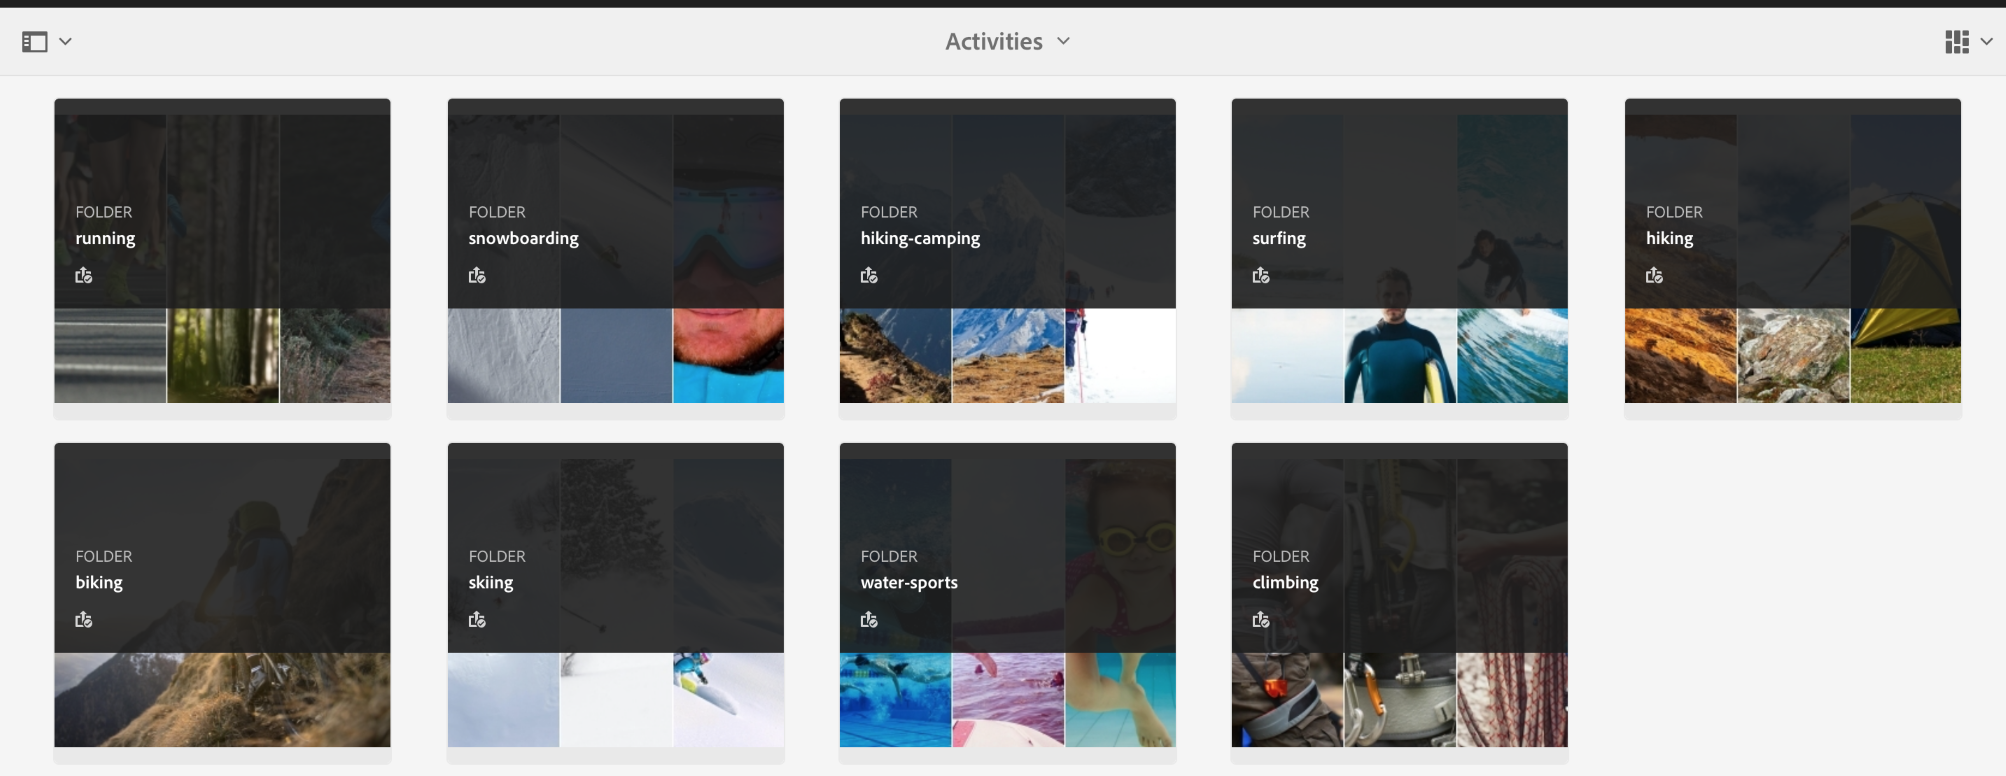 Activities
FOLDER
running
FOLDER
snowboarding
FOLDER
hiking-camping
FOLDER
surfing
FOLDER
hiking
FOLDER
biking
FOLDER
skiing
FOLDER
water-sports
FOLDER
climbing